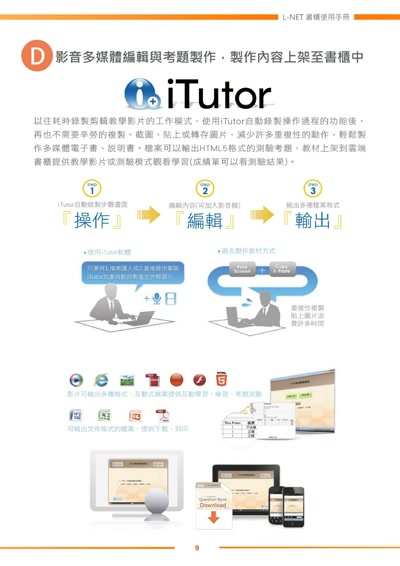 L-NET 書櫃使用手冊
D 影音多媒體編輯與考題製作，製作內容上架至書櫃中
iTutor
以往耗時錄製剪輯教學影片的工作模式，使用iTutor自動錄製操作過程的功能後，
再也不需要辛勞的複製、截圖、貼上或轉存圖片，減少許多重複性的動作，輕鬆製
作多媒體電子書、說明書。檔案可以輸出HTML5格式的測驗考題，教材上架到雲端
書櫃提供教學影片或測驗模式觀看學習(成績單可以看測驗結果)。
STEP 1
STEP 2
STEP 3
iTutor自動錄製步驟畫面
編輯內容(可加入影音檔)
輸出多種檔案格式
『操作』
『編輯』
『輸出』
•使用iTutor軟體
•過去製作教材方式
Print Screen + Copy & Paste
重複性複製
貼上圖片浪
費許多時間
影片可輸出多種格式，互動式檔案提供互動學習、練習、考題測驗
可輸出文件格式的檔案，提供下載、列印
Question Bank
Download
9